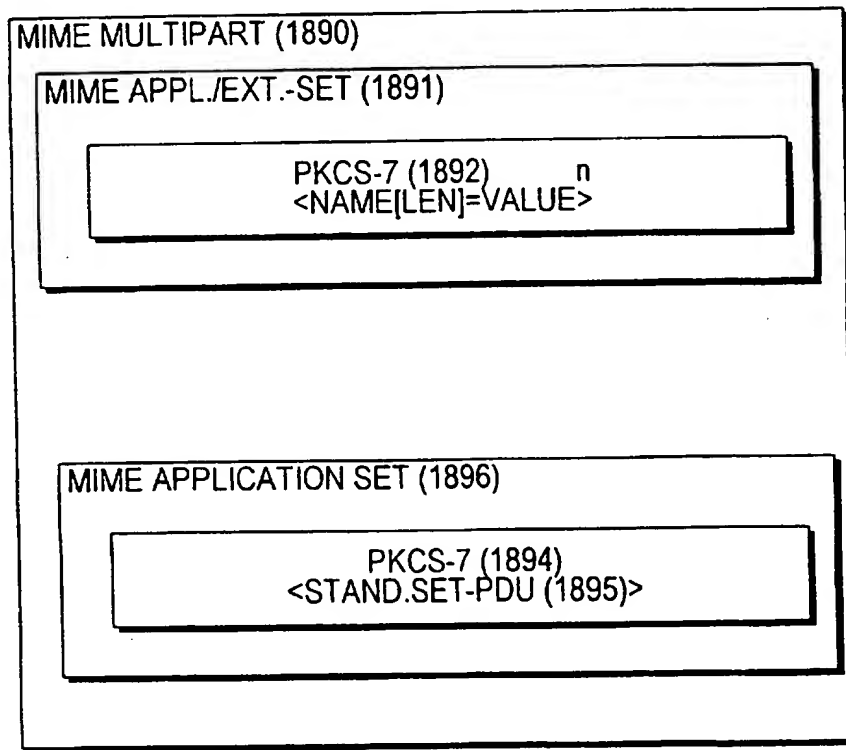 MIME MULTIPART (1890)
MIME APPL./EXT.-SET (1891)
PKCS-7 (1892) n
<NAME[LEN]=VALUE>
MIME APPLICATION SET (1896)
PKCS-7 (1894)
<STAND.SET-PDU (1895)>